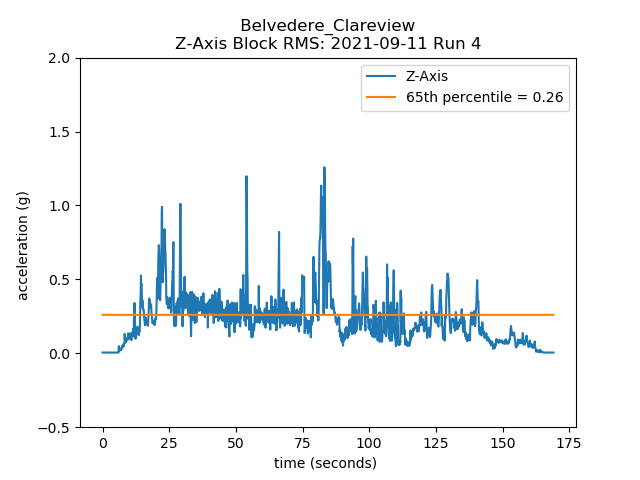 Belvedere_Clareview
Z-Axis Block RMS: 2021-09-11 Run 4
Z-Axis
65th percentile = 0.26
2.0
1.5
1.0
0.5
0.0
−0.5
acceleration (g)
0 25 50 75 100 125 150 175
time (seconds)